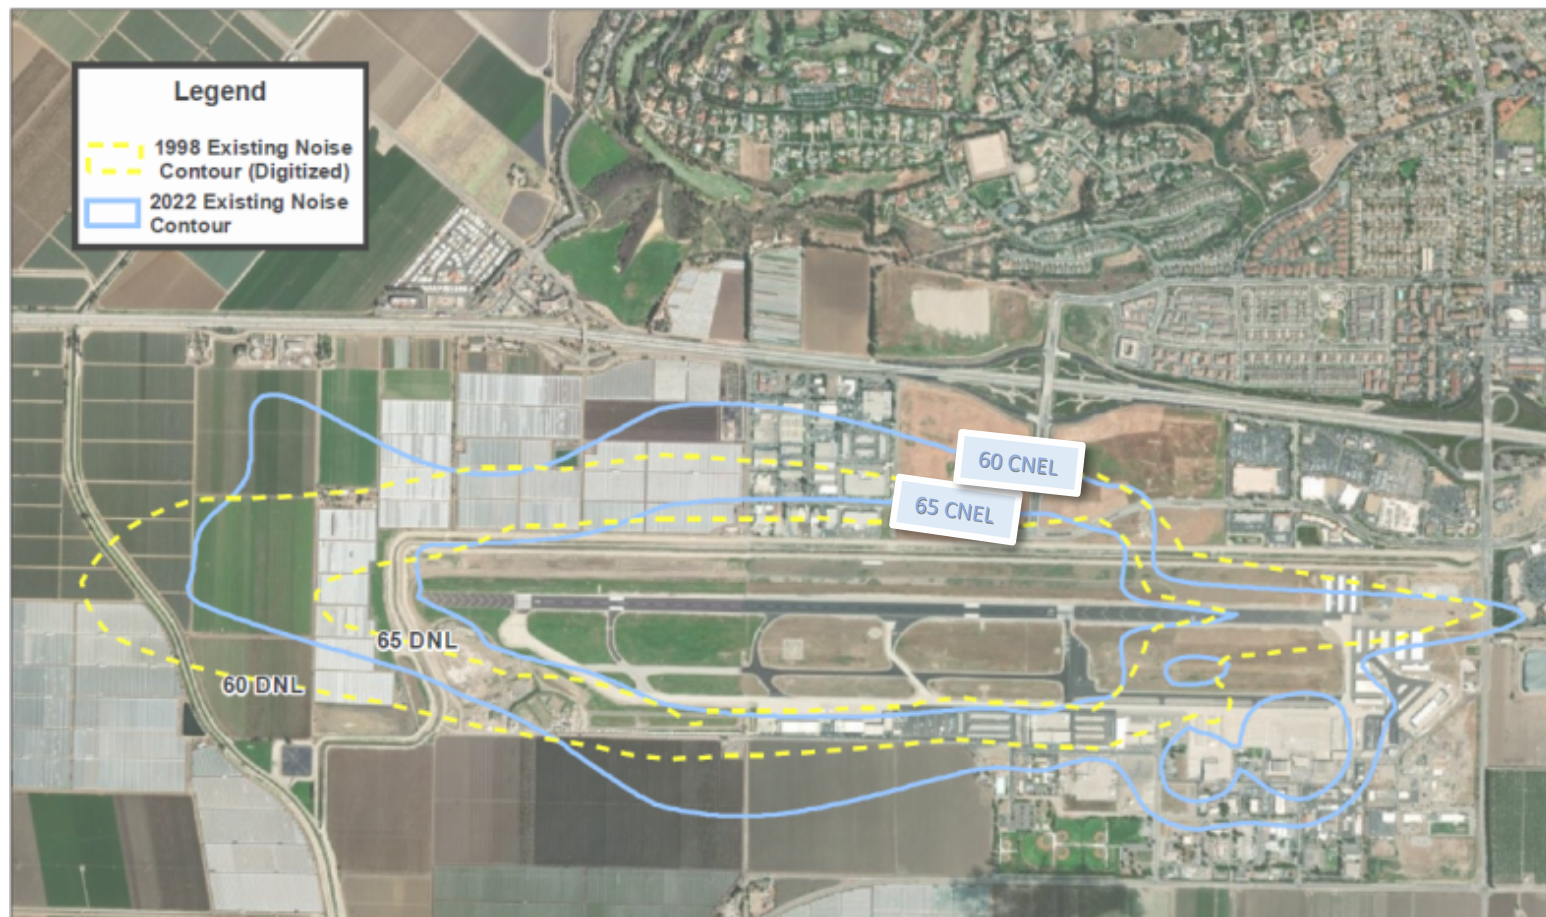 Legend
1998 Existing Noise
Contour (Digitized)
2022 Existing Noise
Contour
60 CNEL
65 CNEL
65 DNL
60 DNL